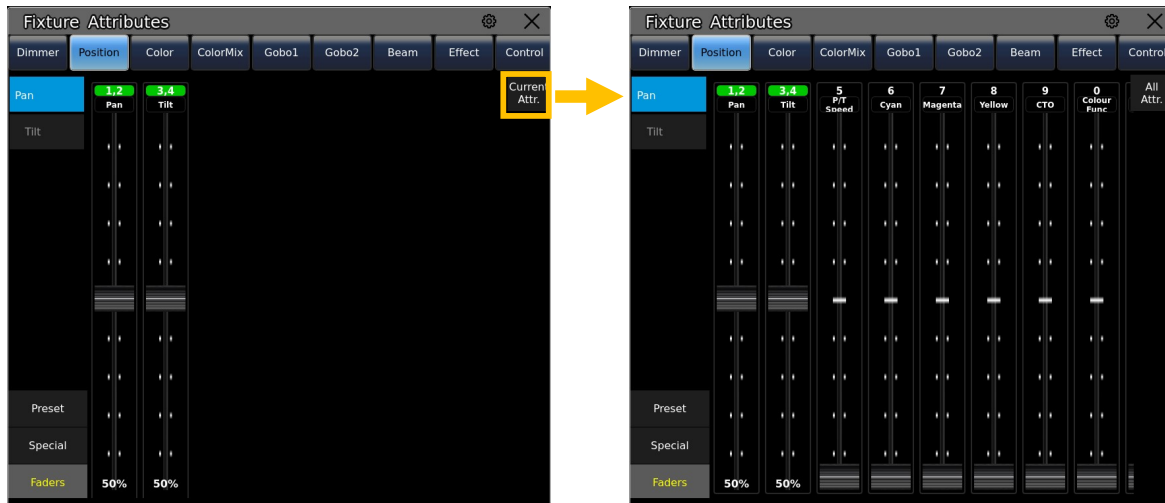 Fixture Attributes
Dimmer Position Color ColorMix Gobo1 Gobo2 Beam Effect Control
Pan
Tilt
1,2 3,4
Pan Tilt
Current
Attr.
Preset
Special
Faders
50% 50%
Fixture Attributes
Dimmer Position Color ColorMix Gobo1 Gobo2 Beam Effect Control
Pan
Tilt
1,2 3,4 5 6 7 8 9 0
Pan Tilt P/T Speed Cyan Magenta Yellow CTO Colour Func
All
Attr.
Preset
Special
Faders
50% 50%